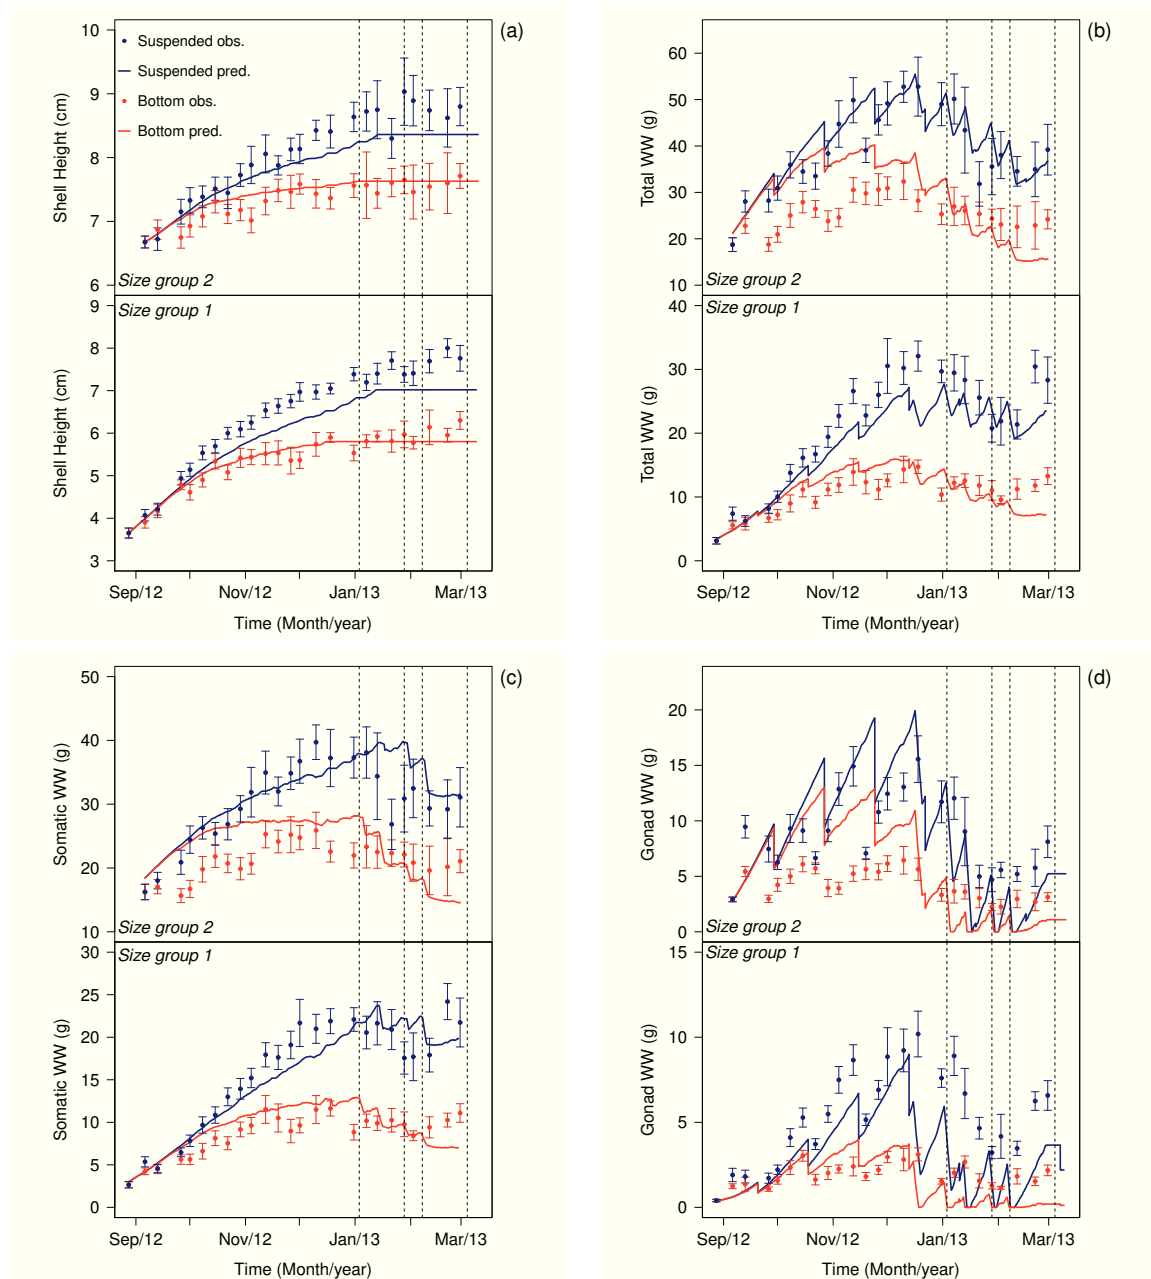 (a)
Suspended obs.
Suspended pred.
Bottom obs.
Bottom pred.
Shell Height (cm)
10
9
8
7
6
Size group 2
Size group 1
Shell Height (cm)
9
8
7
6
5
4
3
Sep/12 Nov/12 Jan/13 Mar/13
Time (Month/year)
(b)
Total WW (g)
60
50
40
30
20
10
Size group 2
Size group 1
Total WW (g)
40
30
20
10
0
Sep/12 Nov/12 Jan/13 Mar/13
Time (Month/year)
(c)
Somatic WW (g)
50
40
30
20
10
Size group 2
Size group 1
Somatic WW (g)
30
25
20
15
10
5
0
Sep/12 Nov/12 Jan/13 Mar/13
Time (Month/year)
(d)
Gonad WW (g)
20
15
10
5
0
Size group 2
Size group 1
Gonad WW (g)
15
10
5
0
Sep/12 Nov/12 Jan/13 Mar/13
Time (Month/year)